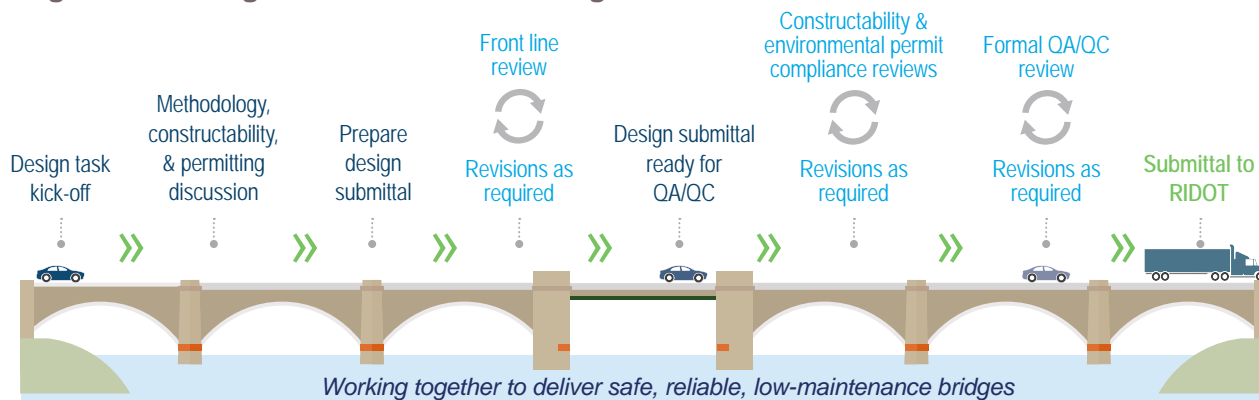 Design task
kick-off
Methodology,
constructability,
& permitting
discussion
Prepare
design
submittal
Front line
review
Revisions as
required
Design submittal
ready for
QA/QC
Constructability &
environmental permit
compliance reviews
Revisions as
required
Formal QA/QC
review
Revisions as
required
Submittal to
RIDOT
Working together to deliver safe, reliable, low-maintenance bridges